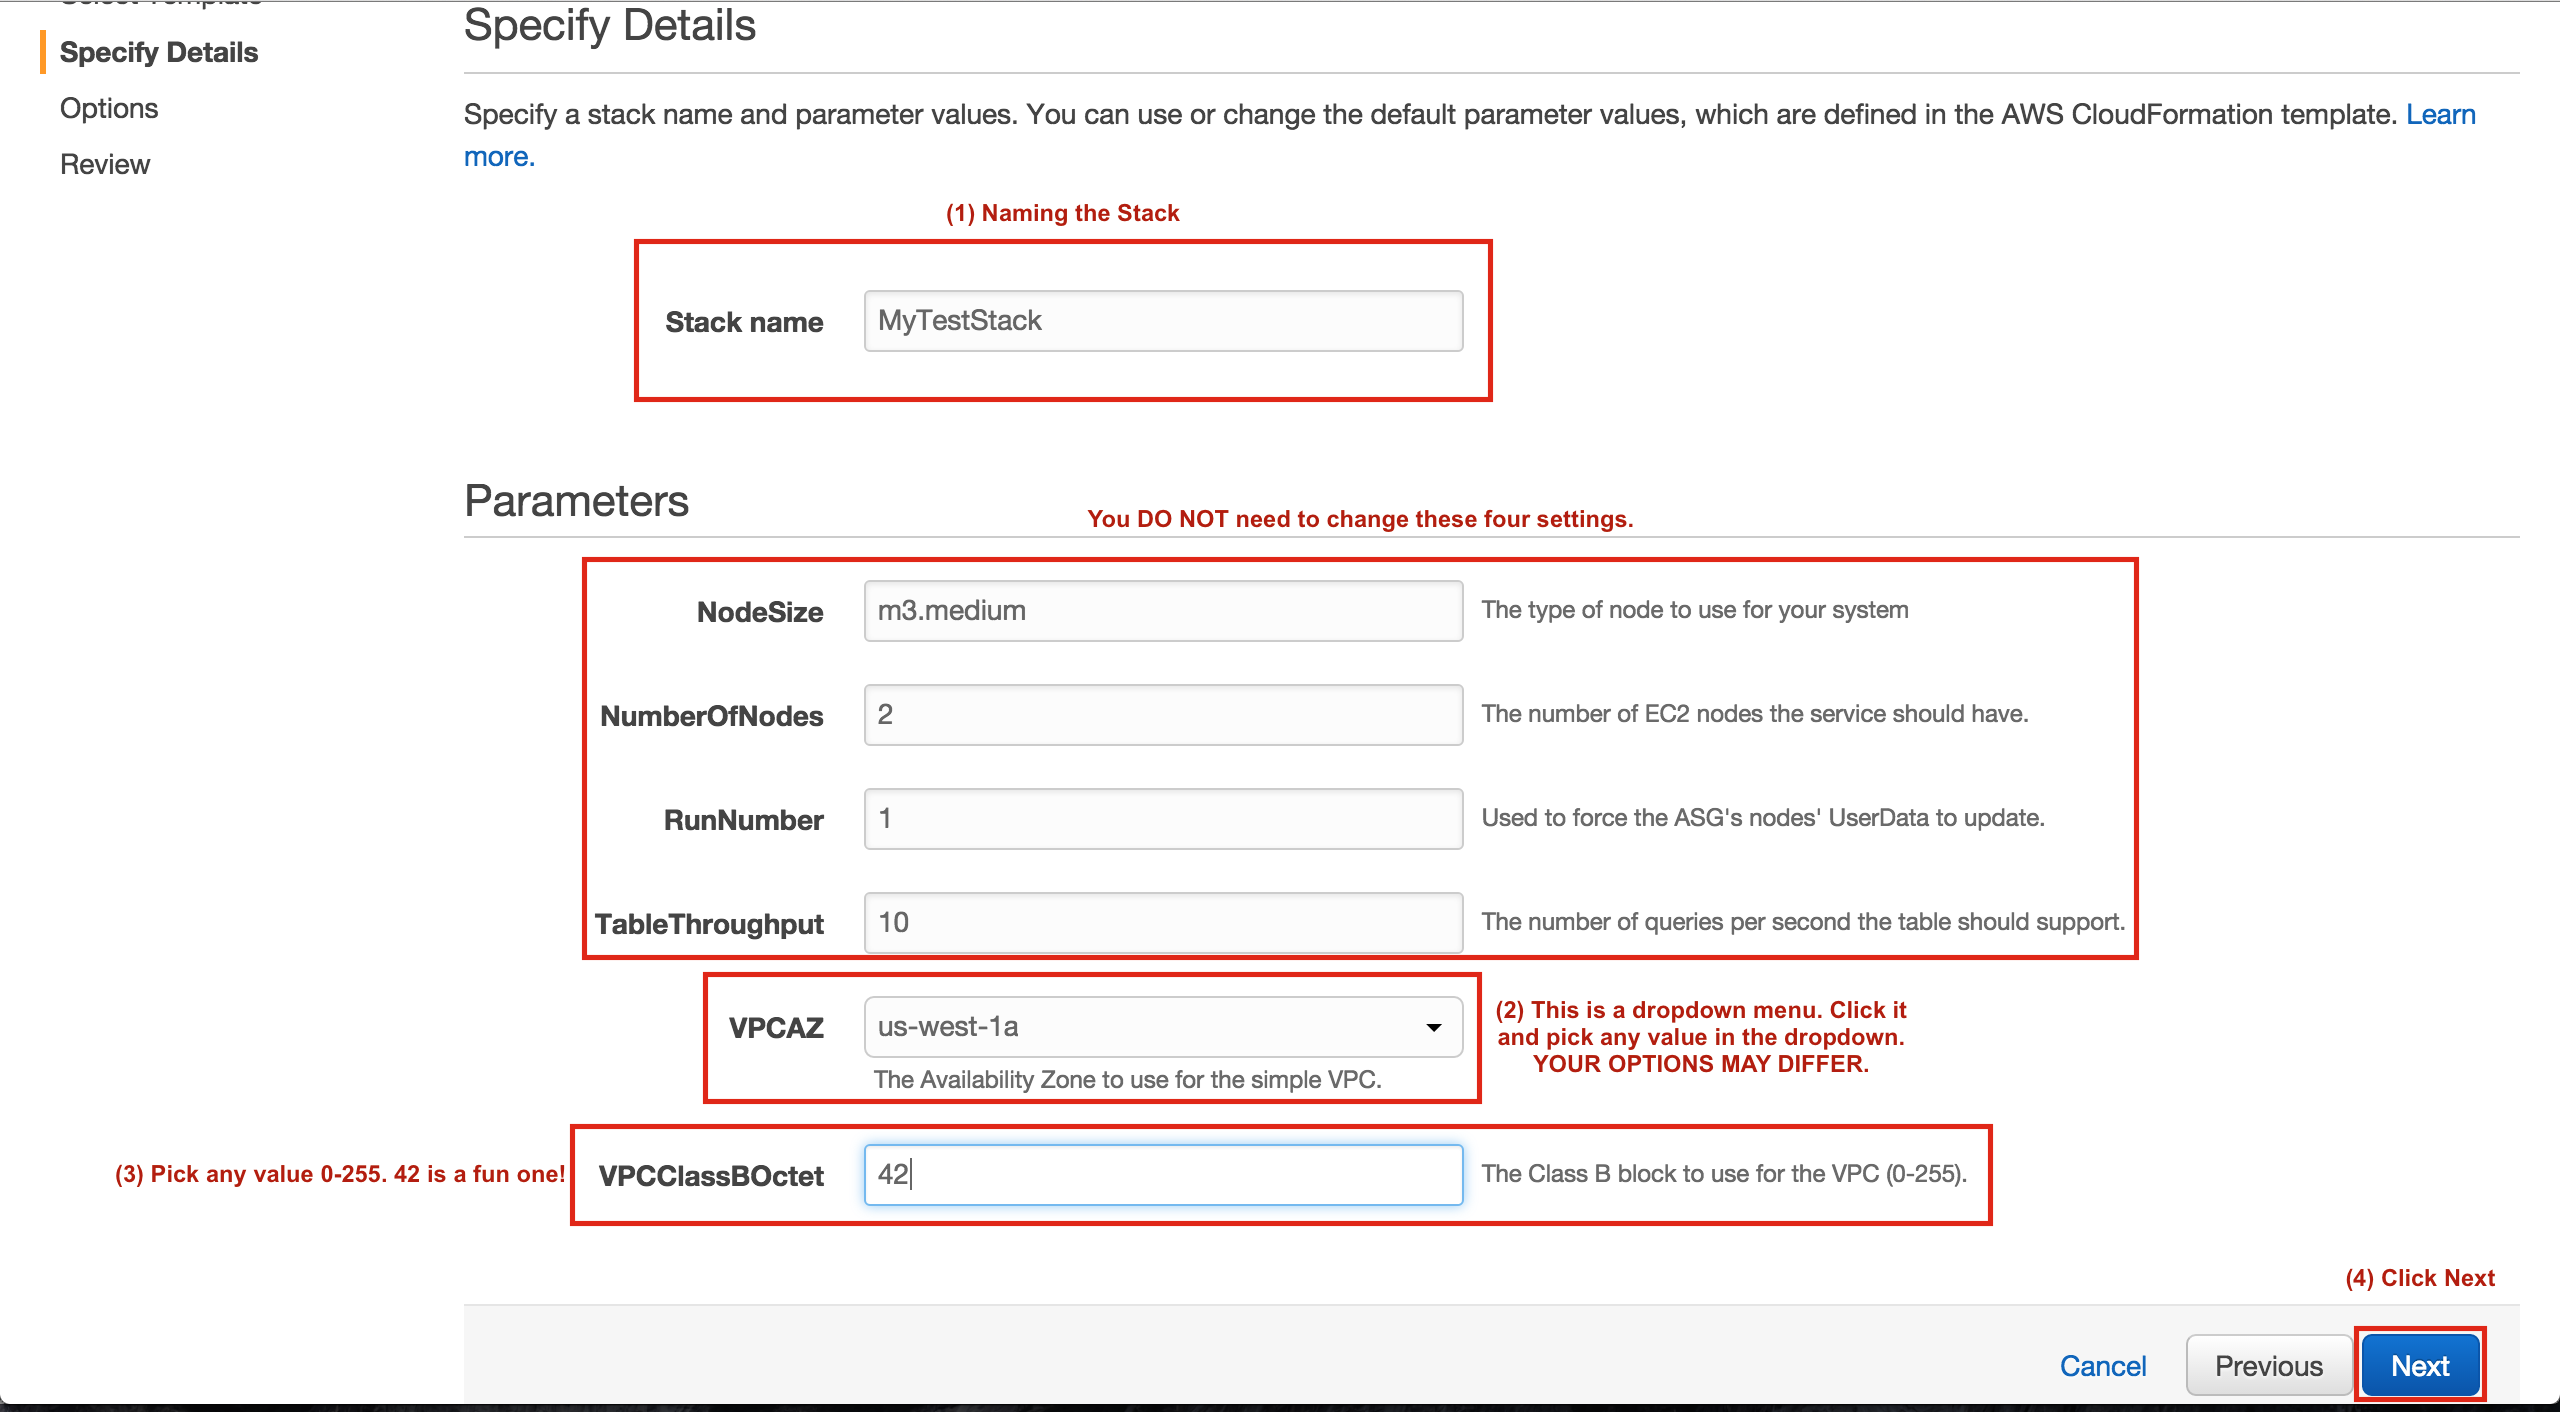 Specify Details
Options
Review
Specify Details
Specify a stack name and parameter values. You can use or change the default parameter values, which are defined in the AWS CloudFormation template. Learn
more.
(1) Naming the Stack
Stack name MyTestStack
Parameters
You DO NOT need to change these four settings.
NodeSize m3.medium The type of node to use for your system
NumberOfNodes 2 The number of EC2 nodes the service should have.
RunNumber 1 Used to force the ASG's nodes' UserData to update.
TableThroughput 10 The number of queries per second the table should support.
VPCAZ us-west-1a
The Availability Zone to use for the simple VPC.
(2) This is a dropdown menu. Click it
and pick any value in the dropdown.
YOUR OPTIONS MAY DIFFER.
(3) Pick any value 0-255. 42 is a fun one!
VPCClassBOctet 42 The Class B block to use for the VPC (0-255).
(4) Click Next
Cancel Previous Next